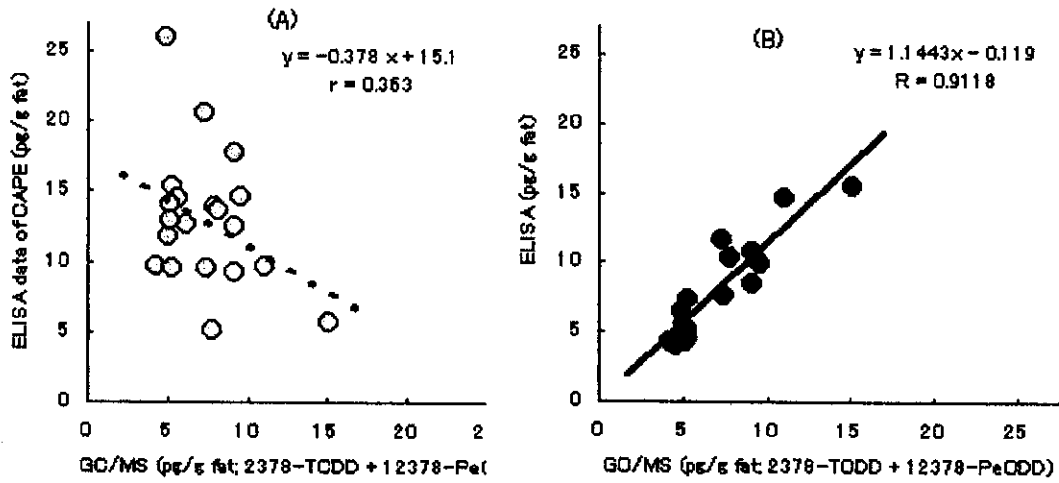 (A)
y = -0.378 x + 15.1
r = 0.363
ELISA data of CAPE (pg/g fat)
25
20
15
10
5
0
0 5 10 15 2
GC/MS (pg/g fat; 2378-TCDD + 12378-Pe(
(B)
y = 1.1443x - 0.119
R = 0.9118
ELISA (pg/g fat)
25
20
15
10
5
0
0 5 10 15 20 25
GC/MS (pg/g fat; 2378-TCDD + 12378-PeCDD)